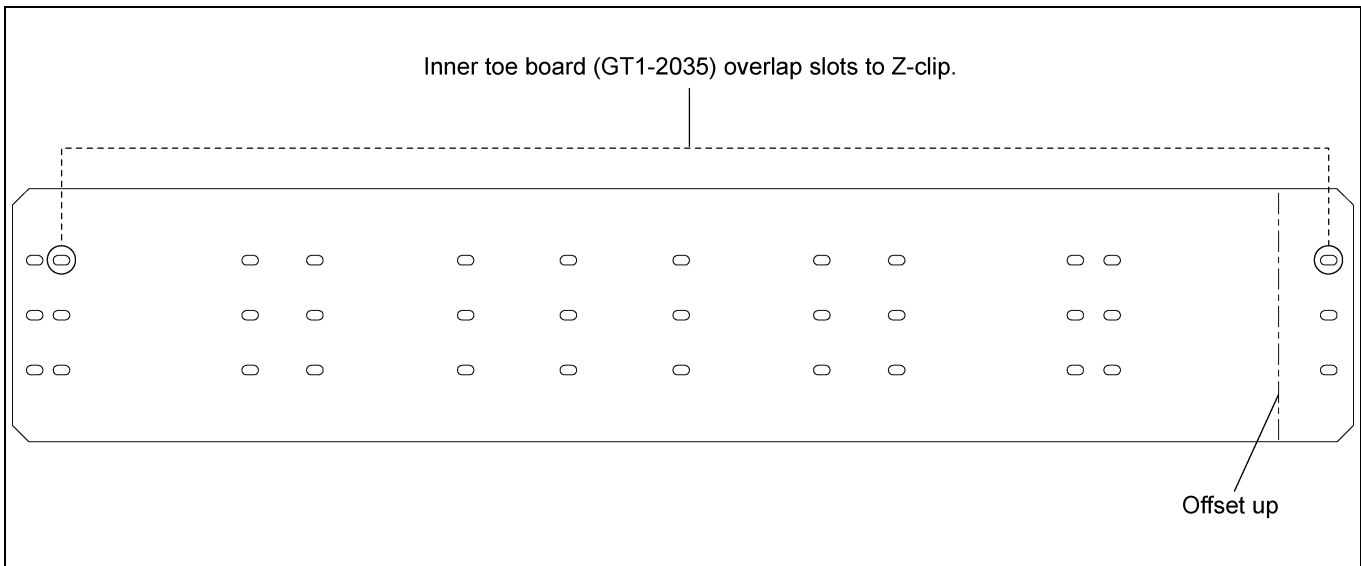 Inner toe board (GT1-2035) overlap slots to Z-clip.
Offset up